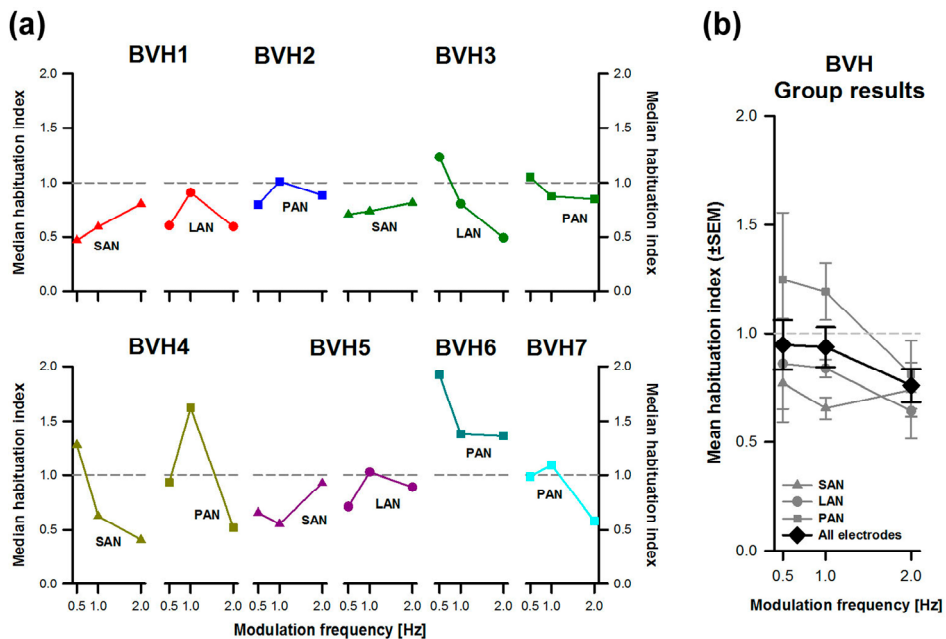 (a)
BVH1 BVH2 BVH3
Median habituation index
2.0
1.5
1.0
0.5
0.0
SAN
LAN
PAN
SAN
LAN
PAN
2.0
1.5
1.0
0.5
0.0
Median habituation index
BVH4 BVH5 BVH6 BVH7
Median habituation index
2.0
1.5
1.0
0.5
0.0
SAN
PAN
SAN
LAN
PAN
PAN
2.0
1.5
1.0
0.5
0.0
Median habituation index
0.5 1.0 2.0 0.5 1.0 2.0 0.5 1.0 2.0 0.5 1.0 2.0 0.5 1.0 2.0 0.5 1.0 2.0
Modulation frequency [Hz]
(b)
BVH
Group results
Mean habituation index (±SEM)
2.0
1.5
1.0
0.5
0.0
SAN
LAN
PAN
All electrodes
0.5 1.0 2.0
Modulation frequency [Hz]